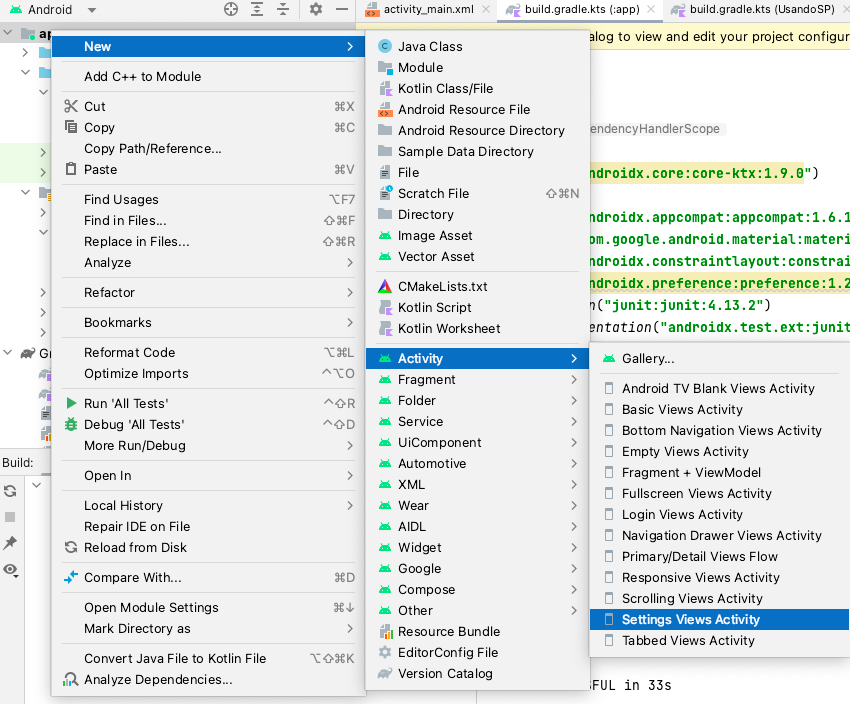 Android
activity_main.xml
build.gradle.kts (:app)
build.gradle.kts (UsandoSP)
alog to view and edit your project configur
endencyHandlerScope
ndroidx.core:core-ktx:1.9.0")
ndroidx.appcompat:appcompat:1.6.1
om.google.android.material:materi
ndroidx.constraintlayout:constrai
ndroidx.preference:preference:1.2
n("junit:junit:4.13.2")
entation("androidx.test.ext:junit
ap
Build:
New
Add C++ to Module
Cut ⌘X
Copy ⌘C
Copy Path/Reference...
Paste ⌘V
Find Usages ⌥F7
Find in Files... ⇧⌘F
Replace in Files... ⇧⌘R
Analyze
Refactor
Bookmarks
Reformat Code ⌥⌘L
Optimize Imports ^⌥O
Run 'All Tests' ^⇧R
Debug 'All Tests' ^⇧D
More Run/Debug
Open In
Local History
Repair IDE on File
Reload from Disk
Compare With... ⌘D
Open Module Settings ⌘↓
Mark Directory as
Convert Java File to Kotlin File ⌥⇧⌘K
Analyze Dependencies...
Java Class
Module
Kotlin Class/File
Android Resource File
Android Resource Directory
Sample Data Directory
File
Scratch File ⇧⌘N
Directory
Image Asset
Vector Asset
CMakeLists.txt
Kotlin Script
Kotlin Worksheet
Activity
Fragment
Folder
Service
UiComponent
Automotive
XML
Wear
AIDL
Widget
Google
Compose
Other
Resource Bundle
EditorConfig File
Version Catalog
Gallery...
Android TV Blank Views Activity
Basic Views Activity
Bottom Navigation Views Activity
Empty Views Activity
Fragment + ViewModel
Fullscreen Views Activity
Login Views Activity
Navigation Drawer Views Activity
Primary/Detail Views Flow
Responsive Views Activity
Scrolling Views Activity
Settings Views Activity
Tabbed Views Activity
FUL in 33s